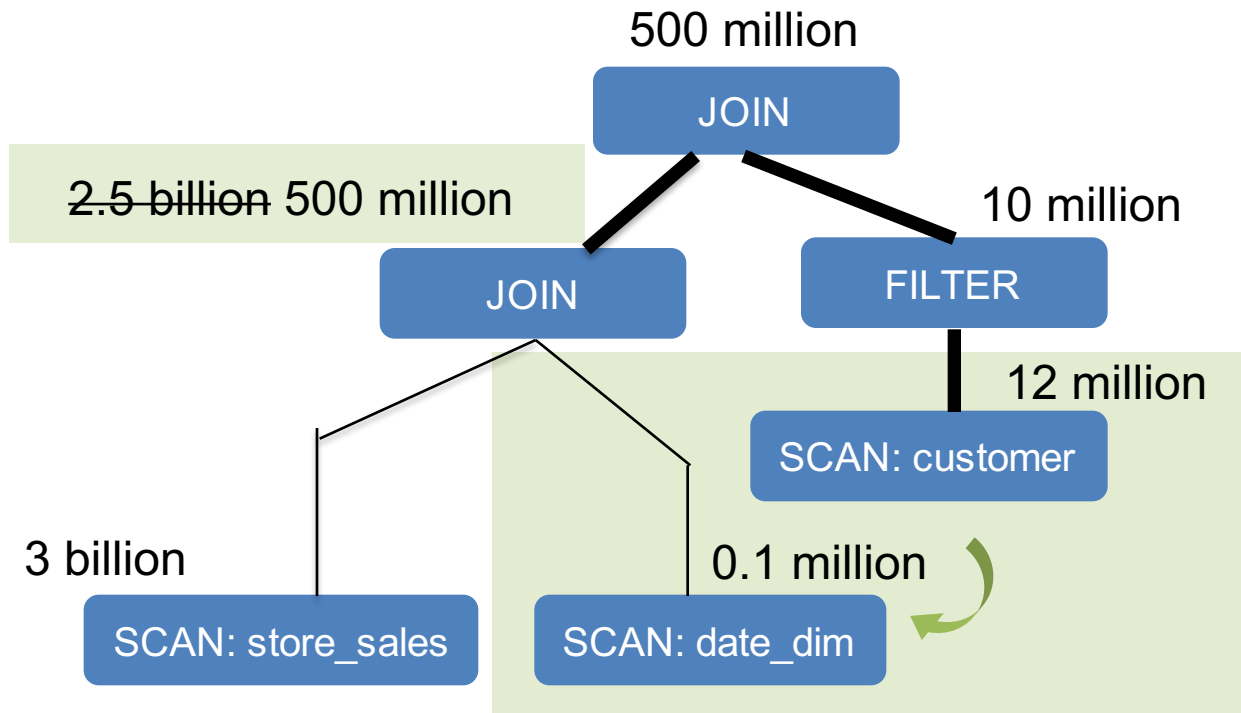 500 million
JOIN
2.5 billion 500 million
10 million
JOIN
FILTER
12 million
SCAN: customer
3 billion
0.1 million
SCAN: store_sales
SCAN: date_dim